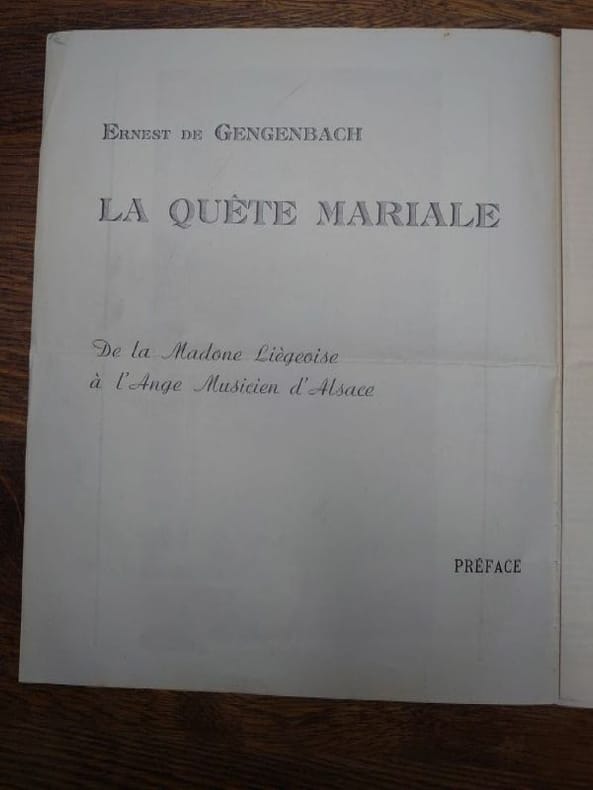 Ernest de Gengenbach
LA QUÊTE MARIALE
De la Madone Liègeoise
à l'Ange Musicien d'Alsace
PRÉFACE